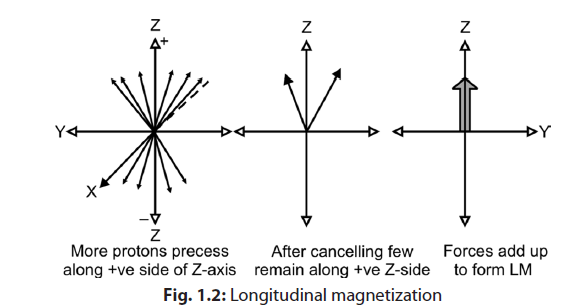 Z
+
Z
Z
Y
Y
X
–
Z
More protons precess
along +ve side of Z-axis
After cancelling few
remain along +ve Z-side
Forces add up
to form LM
Fig. 1.2: Longitudinal magnetization